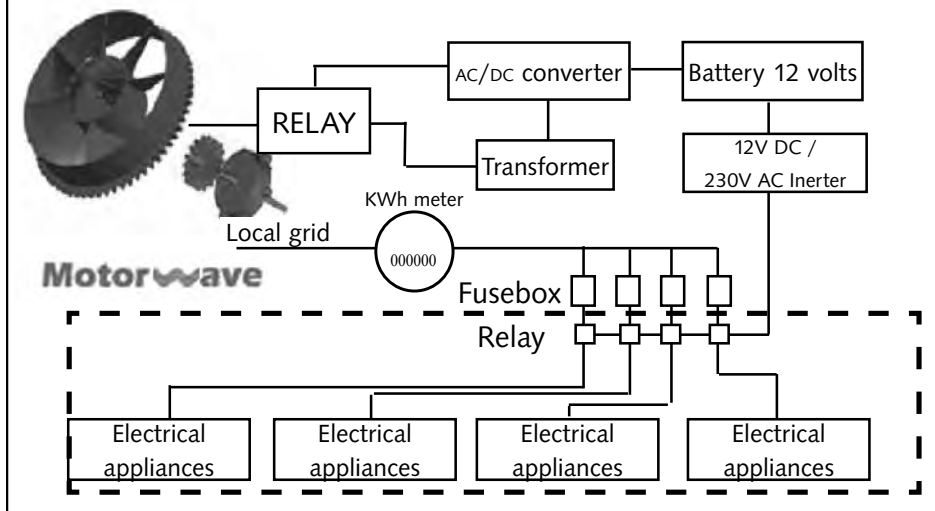 AC/DC converter
Battery 12 volts
RELAY
Transformer
12V DC /
230V AC Inerter
KWh meter
Local grid
000000
Motorwave
Fusebox
Relay
Electrical
appliances
Electrical
appliances
Electrical
appliances
Electrical
appliances